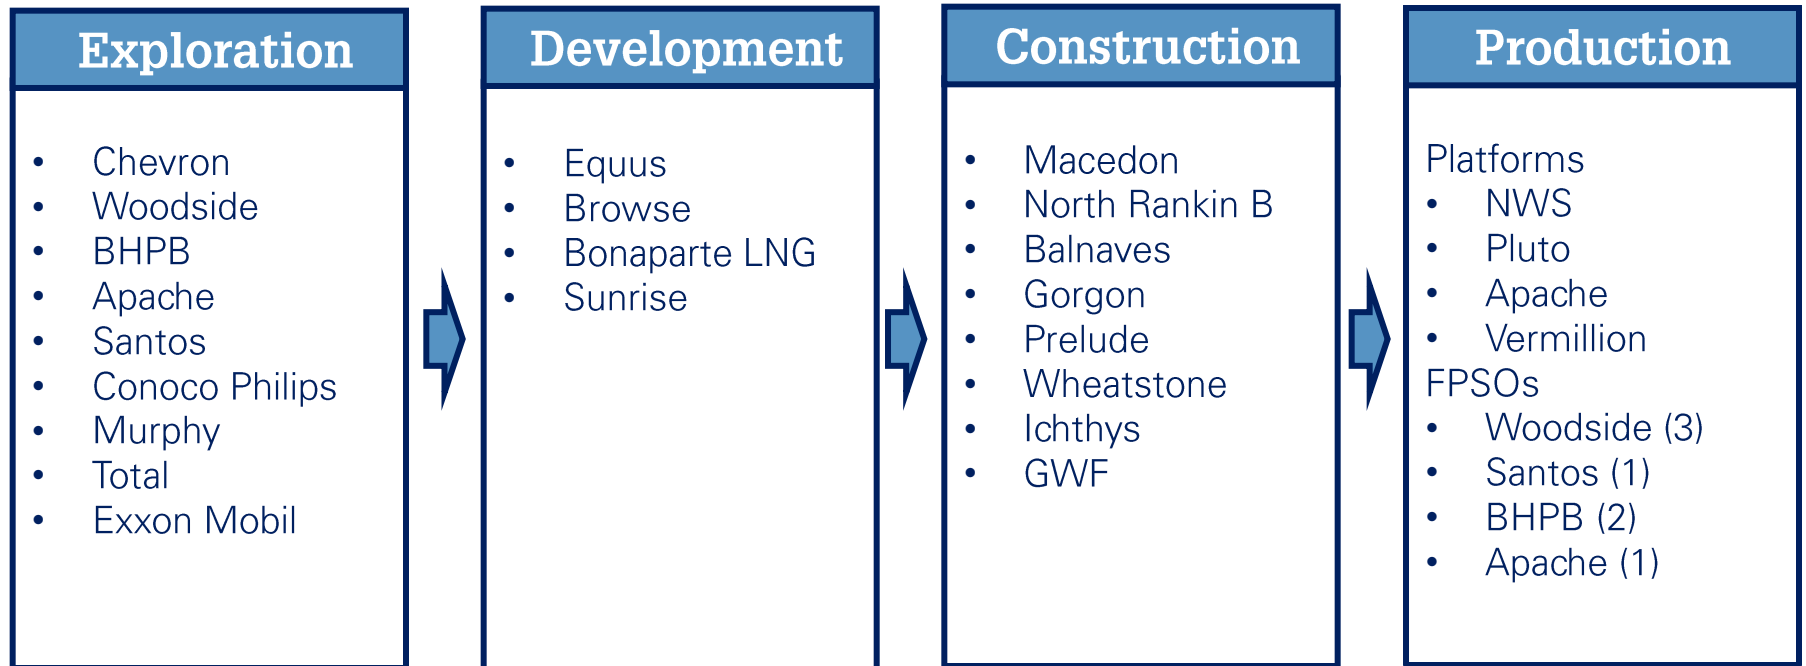 Exploration
• Chevron
• Woodside
• BHPB
• Apache
• Santos
• Conoco Philips
• Murphy
• Total
• Exxon Mobil
Development
• Equus
• Browse
• Bonaparte LNG
• Sunrise
Construction
• Macedon
• North Rankin B
• Balnaves
• Gorgon
• Prelude
• Wheatstone
• Ichthys
• GWF
Production
Platforms
• NWS
• Pluto
• Apache
• Vermillion
FPSOs
• Woodside (3)
• Santos (1)
• BHPB (2)
• Apache (1)